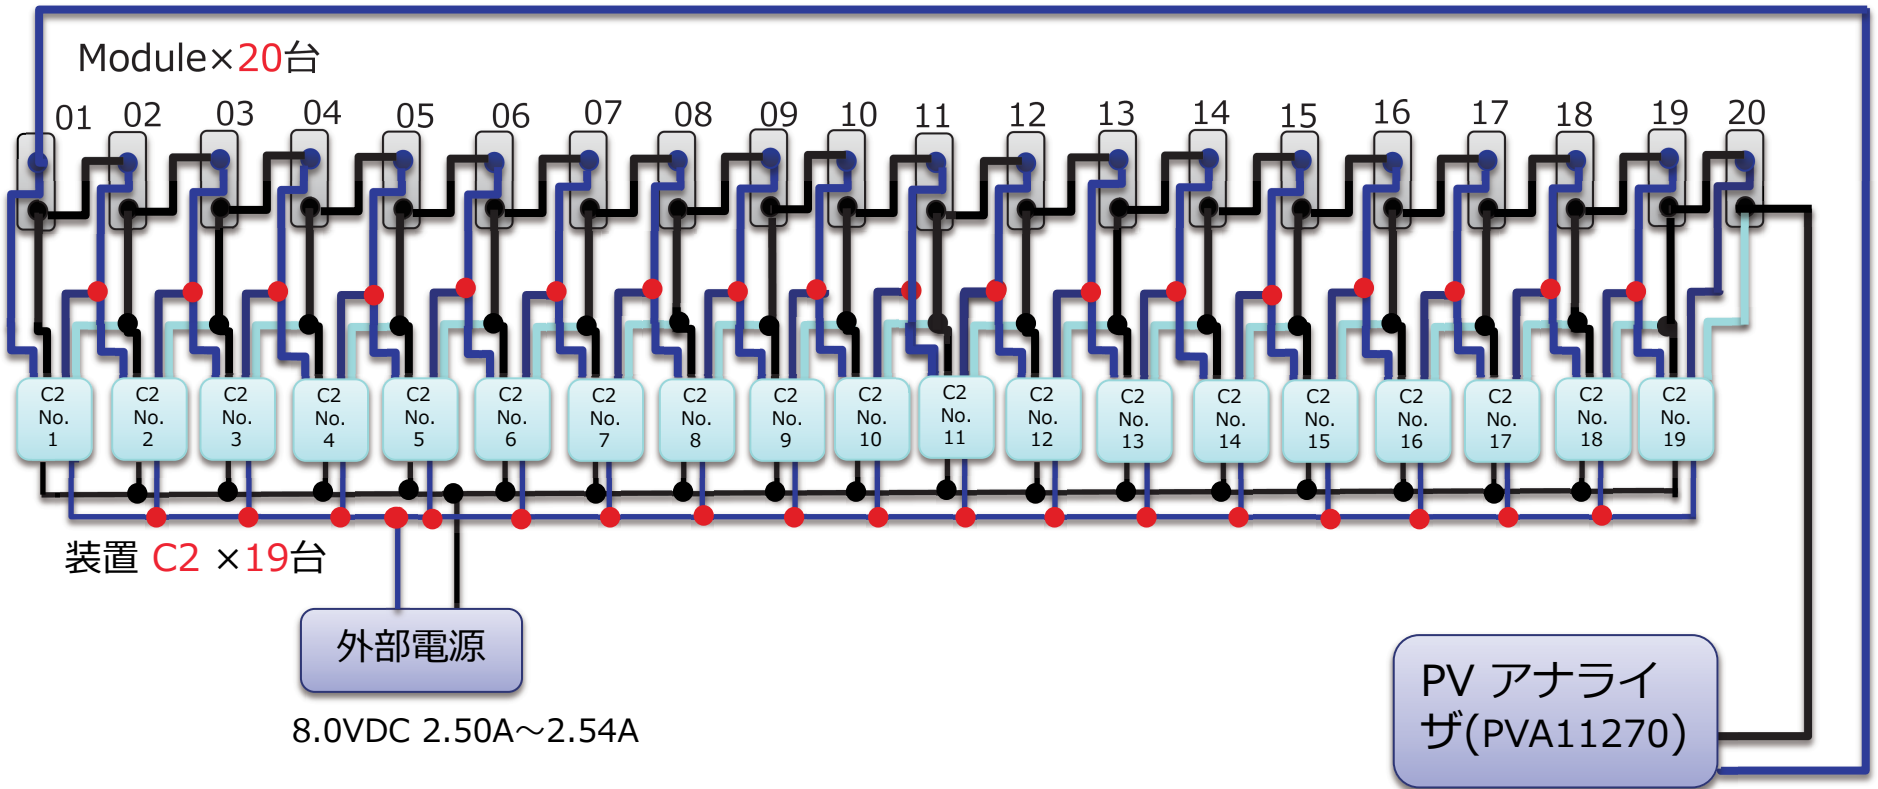 Module×20台
01 02 03 04 05 06 07 08 09 10 11 12 13 14 15 16 17 18 19 20
C2
No.
1
C2
No.
2
C2
No.
3
C2
No.
4
C2
No.
5
C2
No.
6
C2
No.
7
C2
No.
8
C2
No.
9
C2
No.
10
C2
No.
11
C2
No.
12
C2
No.
13
C2
No.
14
C2
No.
15
C2
No.
16
C2
No.
17
C2
No.
18
C2
No.
19
装置 C2 ×19台
外部電源
8.0VDC 2.50A～2.54A
PV アナライ
ザ(PVA11270)